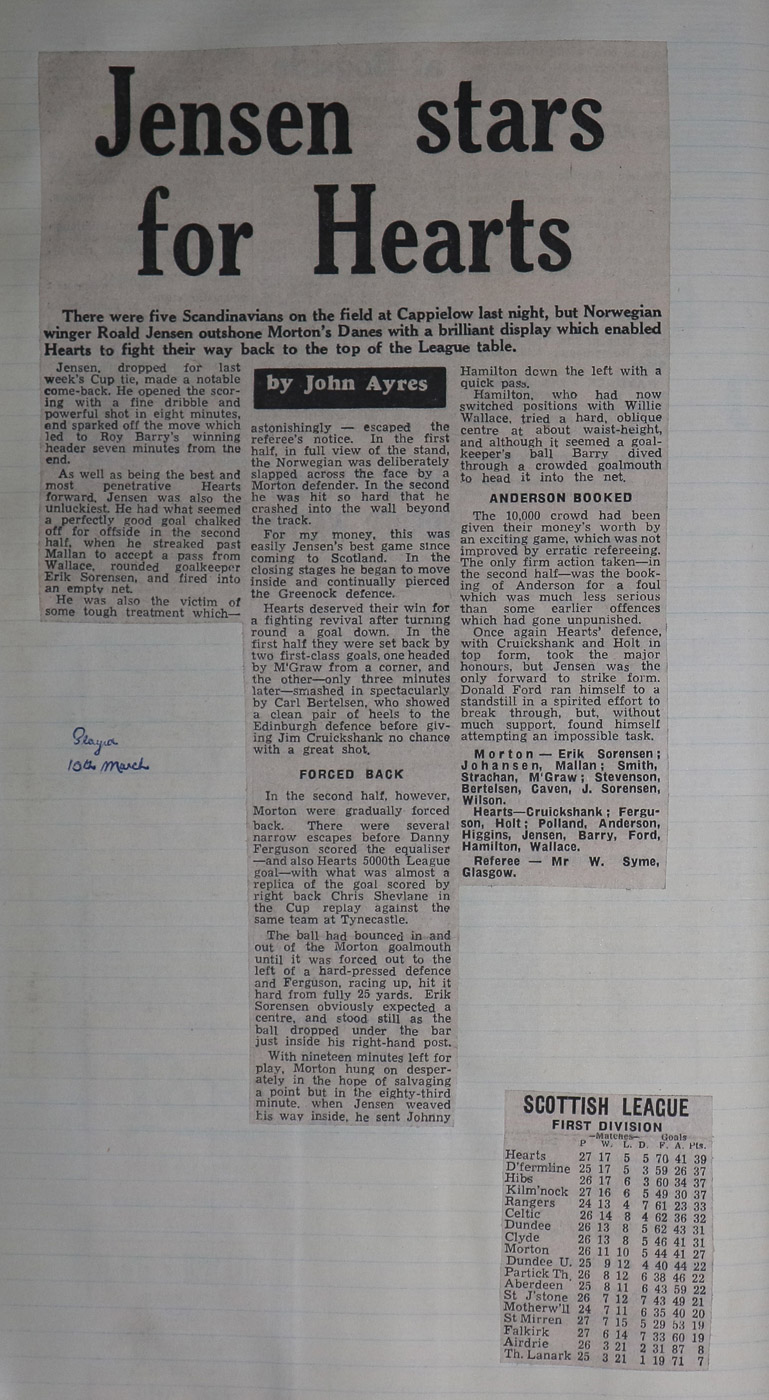 Jensen stars
for Hearts
There were five Scandinavians on the field at Cappielow last night, but Norwegian
winger Roald Jensen outshone Morton's Danes with a brilliant display which enabled
Hearts to fight their way back to the top of the League table.
Jensen, dropped for last
week's Cup tie, made a notable
come-back. He opened the scor-
ing with a fine dribble and
powerful shot in eight minutes,
and sparked off the move which
led to Roy Barry's winning
header seven minutes from the
end.
As well as being the best and
most penetrative Hearts
forward, Jensen was also the
unluckiest. He had what seemed
a perfectly good goal chalked
off for offside in the second
half, when he streaked past
Mallan to accept a pass from
Wallace, rounded goalkeeper
Erik Sorensen, and fired into
an empty net.
He was also the victim of
some tough treatment which—
by John Ayres
astonishingly — escaped the
referee's notice. In the first
half, in full view of the stand,
the Norwegian was deliberately
slapped across the face by a
Morton defender. In the second
he was hit so hard that he
crashed into the wall beyond
the track.
For my money, this was
easily Jensen's best game since
coming to Scotland. In the
closing stages he began to move
inside and continually pierced
the Greenock defence.
Hearts deserved their win for
a fighting revival after turning
round a goal down. In the
first half they were set back by
two first-class goals, one headed
by M'Graw from a corner, and
the other—only three minutes
later—smashed in spectacularly
by Carl Bertelsen, who showed
a clean pair of heels to the
Edinburgh defence before giv-
ing Jim Cruickshank no chance
with a great shot.
FORCED BACK
In the second half, however,
Morton were gradually forced
back. There were several
narrow escapes before Danny
Ferguson scored the equaliser
—and also Hearts 5000th League
goal—with what was almost a
replica of the goal scored by
right back Chris Shevlane in
the Cup replay against the
same team at Tynecastle.
The ball had bounced in and
out of the Morton goalmouth
until it was forced out to the
left of a hard-pressed defence
and Ferguson, racing up, hit it
hard from fully 25 yards. Erik
Sorensen obviously expected a
centre, and stood still as the
ball dropped under the bar
just inside his right-hand post.
With nineteen minutes left for
play, Morton hung on desper-
ately in the hope of salvaging
a point but in the eighty-third
minute, when Jensen weaved
his way inside, he sent Johnny
Hamilton down the left with a
quick pass.
Hamilton, who had now
switched positions with Willie
Wallace, tried a hard, oblique
centre at about waist-height,
and although it seemed a goal-
keeper's ball Barry dived
through a crowded goalmouth
to head it into the net.
ANDERSON BOOKED
The 10,000 crowd had been
given their money's worth by
an exciting game, which was not
improved by erratic refereeing.
The only firm action taken—in
the second half—was the book-
ing of Anderson for a foul
which was much less serious
than some earlier offences
which had gone unpunished.
Once again Hearts' defence,
with Cruickshank and Holt in
top form, took the major
honours, but Jensen was the
only forward to strike form.
Donald Ford ran himself to a
standstill in a spirited effort to
break through, but, without
much support, found himself
attempting an impossible task.
Morton — Erik Sorensen;
Johansen, Mallan; Smith,
Strachan, M'Graw; Stevenson,
Bertelsen, Caven, J. Sorensen,
Wilson.
Hearts—Cruickshank; Fergu-
son, Holt; Polland, Anderson,
Higgins, Jensen, Barry, Ford,
Hamilton, Wallace.
Referee — Mr W. Syme,
Glasgow.
Played
10th March
SCOTTISH LEAGUE
FIRST DIVISION
—Matches— Goals
P W. L. D. F. A. Pts.
Hearts 27 17 5 5 70 41 39
D'fermline 25 17 5 3 59 26 37
Hibs 26 17 6 3 60 34 37
Kilm'nock 27 16 6 5 49 30 37
Rangers 24 13 4 7 61 23 33
Celtic 26 14 8 4 62 36 32
Dundee 26 13 8 5 62 43 31
Clyde 26 13 8 5 46 41 31
Morton 26 11 10 5 44 41 27
Dundee U. 25 9 12 4 40 44 22
Partick Th. 26 8 12 6 38 46 22
Aberdeen 25 8 11 6 43 59 22
St J'stone 26 7 12 7 43 49 21
Motherw'll 24 7 11 6 35 40 20
St Mirren 27 7 15 5 29 53 19
Falkirk 27 6 14 7 33 60 19
Airdrie 26 3 21 2 31 87 8
Th. Lanark 25 3 21 1 19 71 7